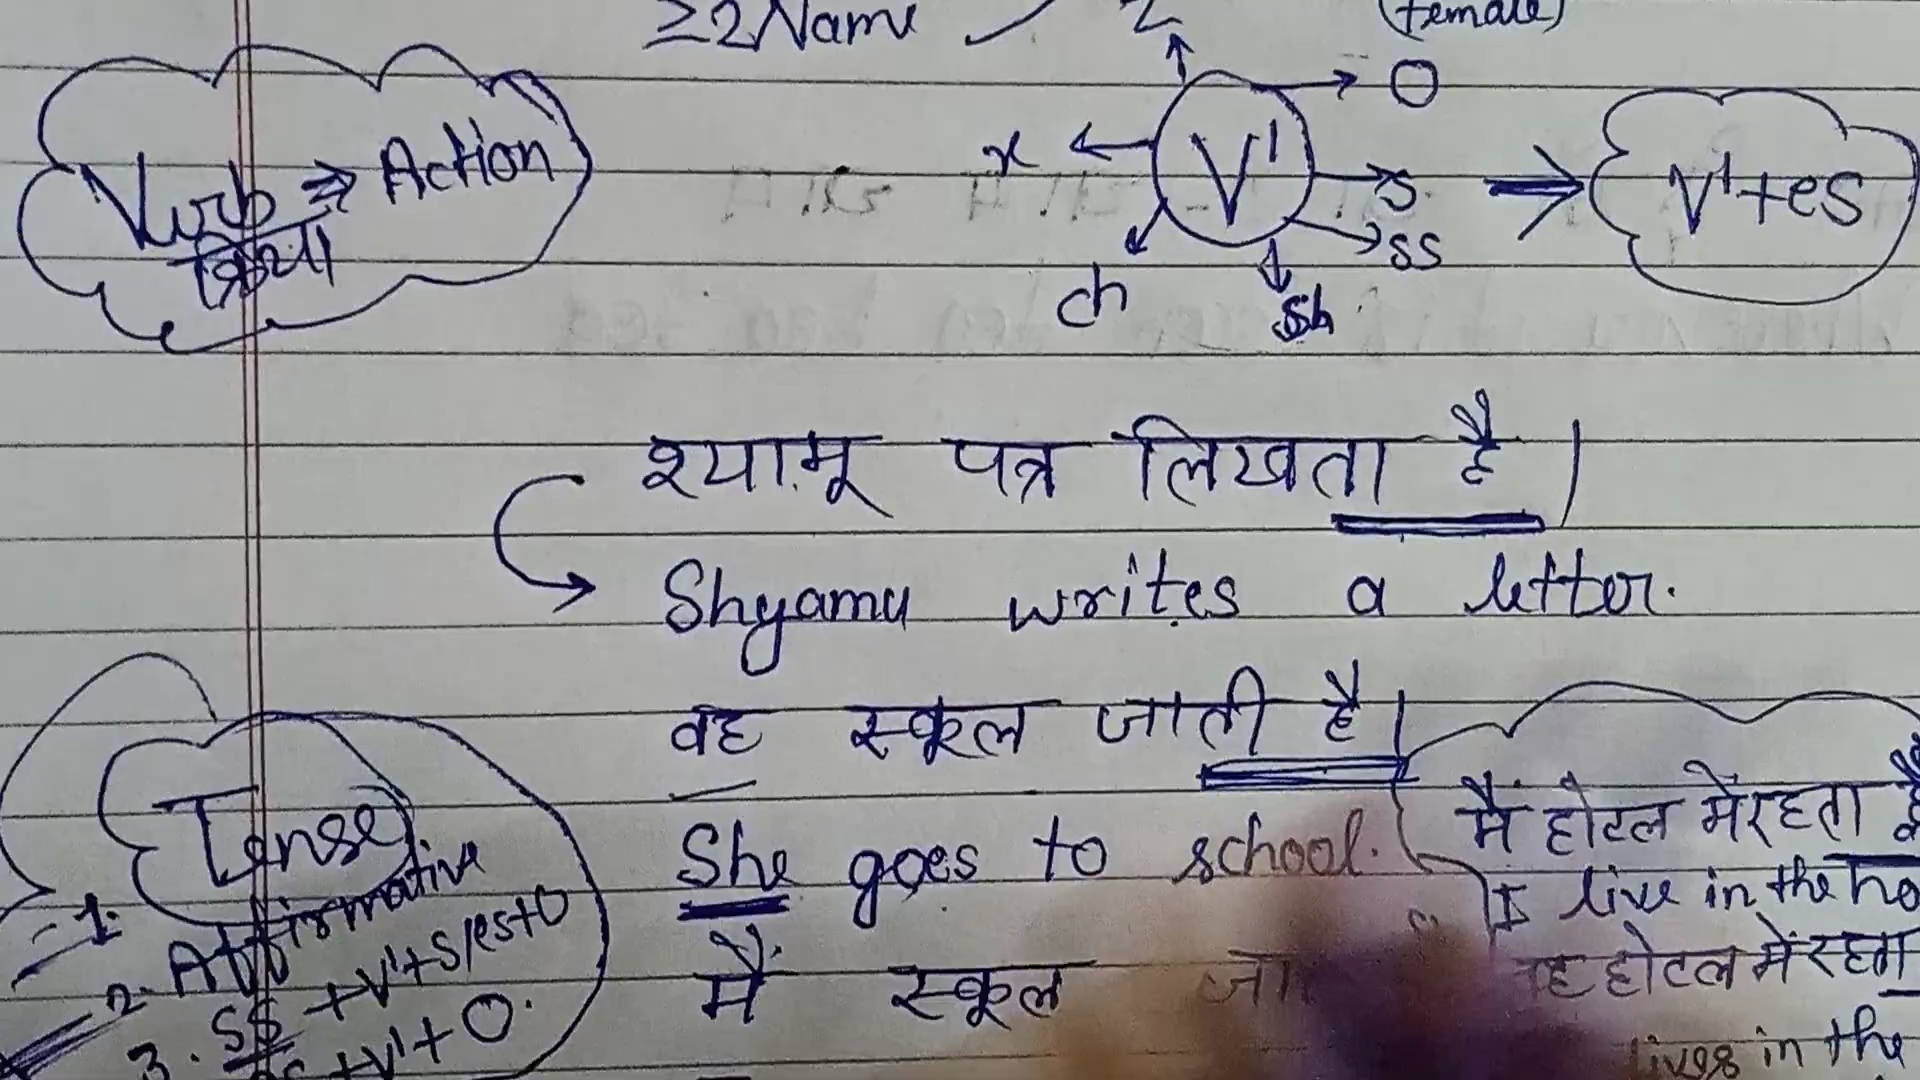 ≥2 Name (female)
Z
O
x V¹ S ⇒ V¹+es
SS
ch sh
Verb ⇒ Action
क्रिया
श्यामू पत्र लिखता है।
Shyamu writes a letter.
वह स्कूल जाती है।
She goes to school.
मैं स्कूल
Tense
1.
2. Affirmative
3. SS + V¹+s/es+O
+V¹+O.
मैं होटल में रहता
I live in the
होटल में रहता
lives in the